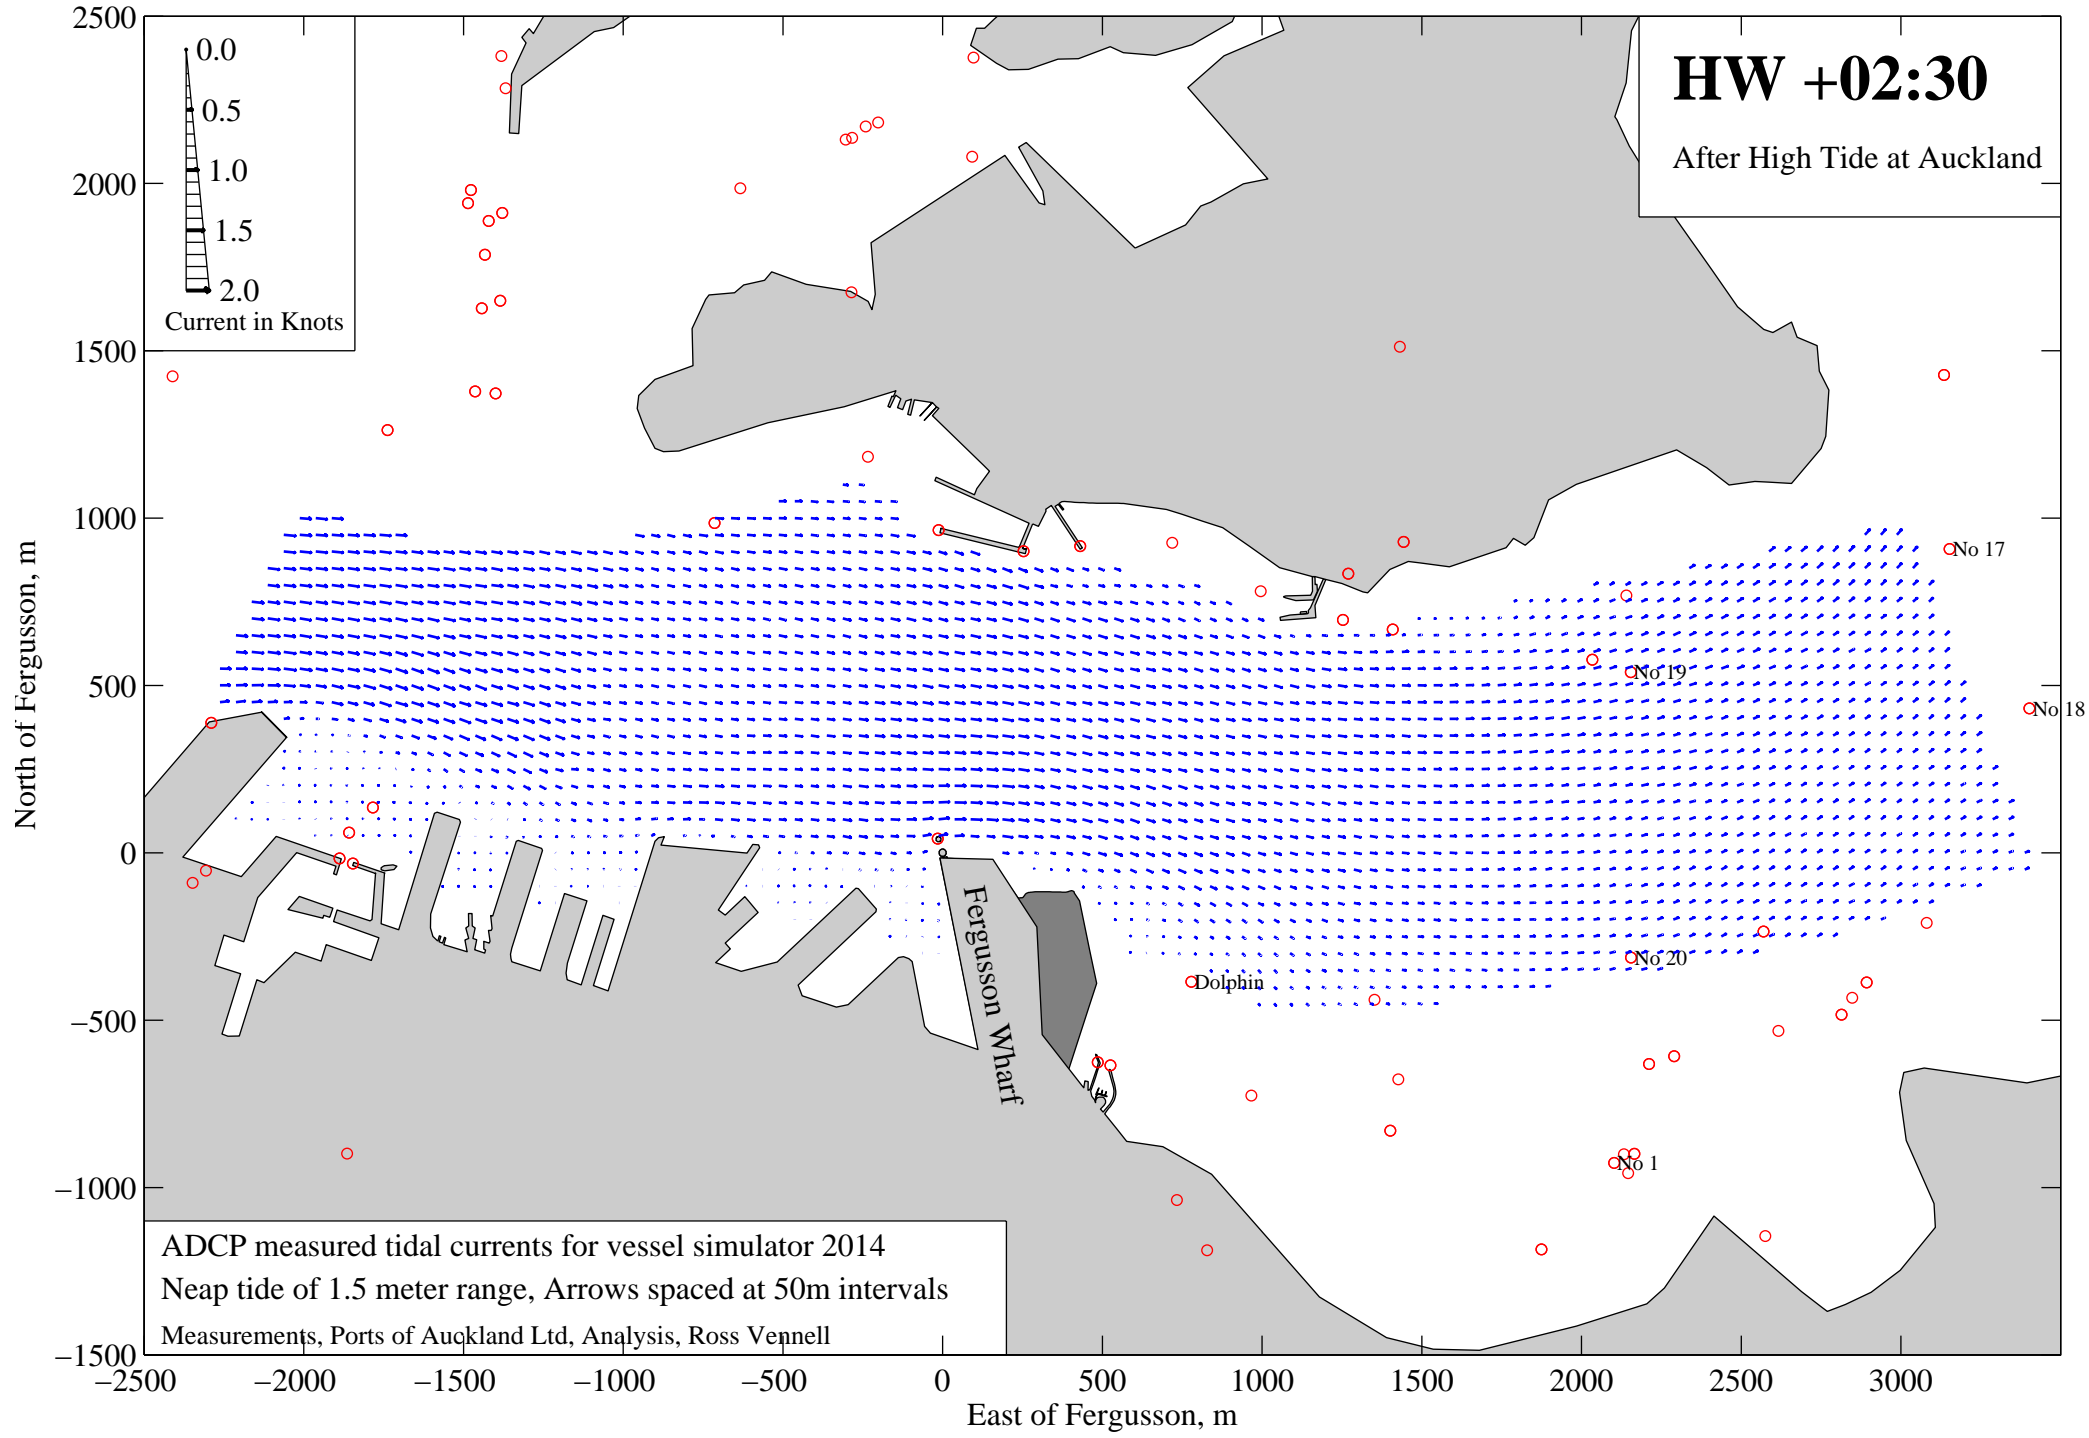 2500
2000
1500
1000
500
0
−500
−1000
−1500
North of Fergusson, m
0.0
0.5
1.0
1.5
2.0
Current in Knots
HW +02:30
After High Tide at Auckland
No 17
No 19
No 18
No 20
Dolphin
No 1
Fergusson Wharf
ADCP measured tidal currents for vessel simulator 2014
Neap tide of 1.5 meter range, Arrows spaced at 50m intervals
Measurements, Ports of Auckland Ltd, Analysis, Ross Vennell
−2500 −2000 −1500 −1000 −500 0 500 1000 1500 2000 2500 3000
East of Fergusson, m